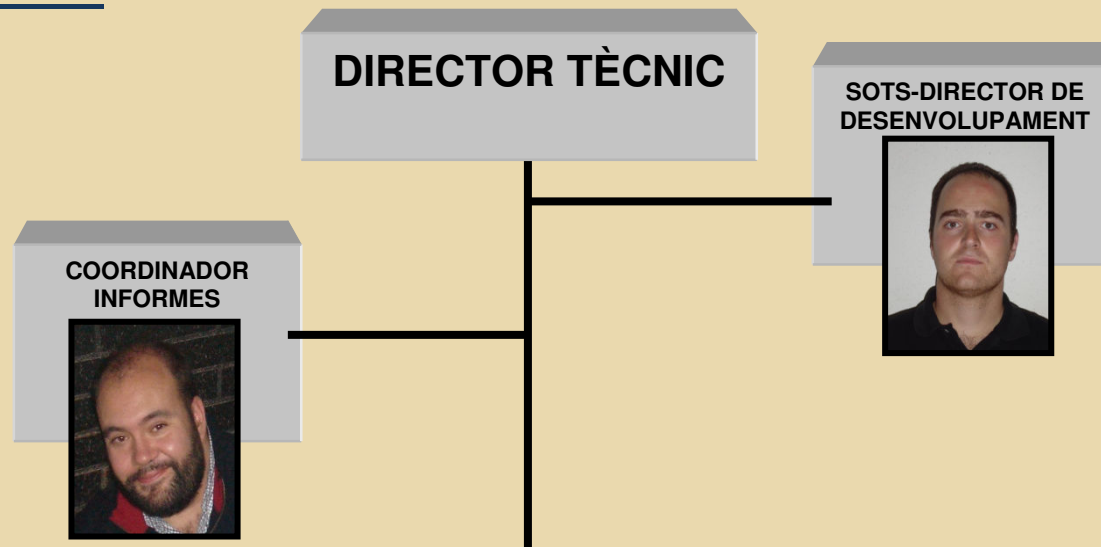 DIRECTOR TÈCNIC
SOTS-DIRECTOR DE
DESENVOLUPAMENT
COORDINADOR
INFORMES